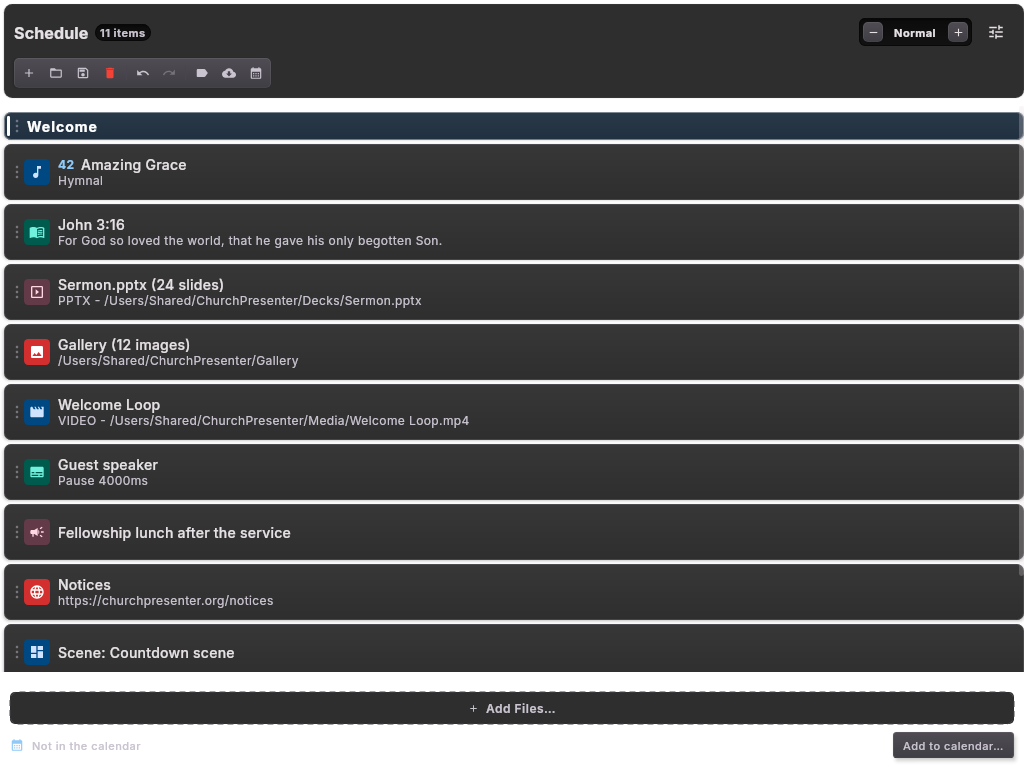 Schedule 11 items
Normal
Welcome
42 Amazing Grace
Hymnal
John 3:16
For God so loved the world, that he gave his only begotten Son.
Sermon.pptx (24 slides)
PPTX - /Users/Shared/ChurchPresenter/Decks/Sermon.pptx
Gallery (12 images)
/Users/Shared/ChurchPresenter/Gallery
Welcome Loop
VIDEO - /Users/Shared/ChurchPresenter/Media/Welcome Loop.mp4
Guest speaker
Pause 4000ms
Fellowship lunch after the service
Notices
https://churchpresenter.org/notices
Scene: Countdown scene
+ Add Files...
Not in the calendar
Add to calendar...